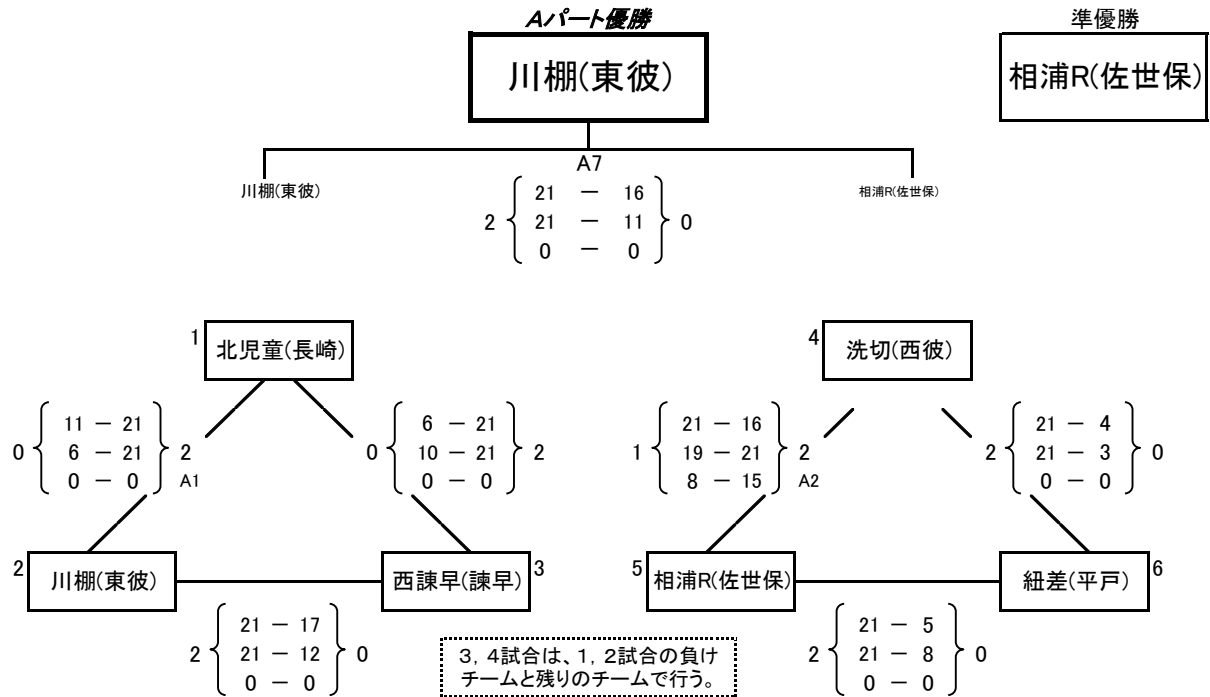 Aパート優勝
準優勝
川棚(東彼)
相浦R(佐世保)
A7
川棚(東彼)
相浦R(佐世保)
21 － 16
2 21 － 11 0
0 － 0
1 北児童(長崎)
4 洗切(西彼)
11 － 21
0 6 － 21 2
0 － 0 A1
6 － 21
0 10 － 21 2
0 － 0
21 － 16
1 19 － 21 2
8 － 15 A2
21 － 4
2 21 － 3 0
0 － 0
2 川棚(東彼)
西諫早(諫早) 3
5 相浦R(佐世保)
紐差(平戸) 6
21 － 17
2 21 － 12 0
0 － 0
3，4試合は、1，2試合の負け
チームと残りのチームで行う。
21 － 5
2 21 － 8 0
0 － 0